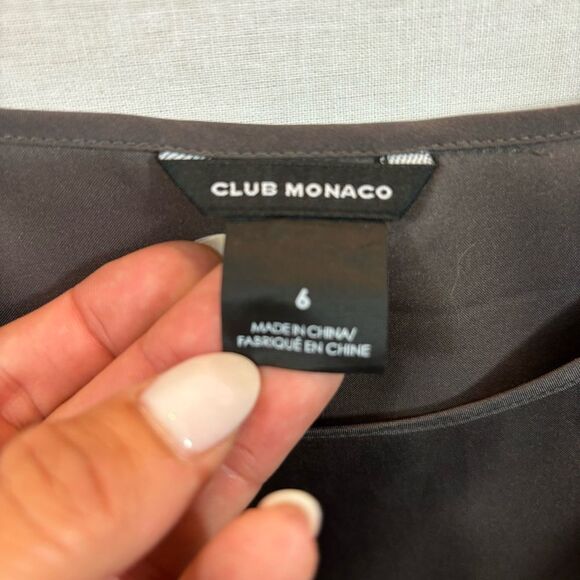 CLUB MONACO
6
MADE IN CHINA/
FABRIQUÉ EN CHINE